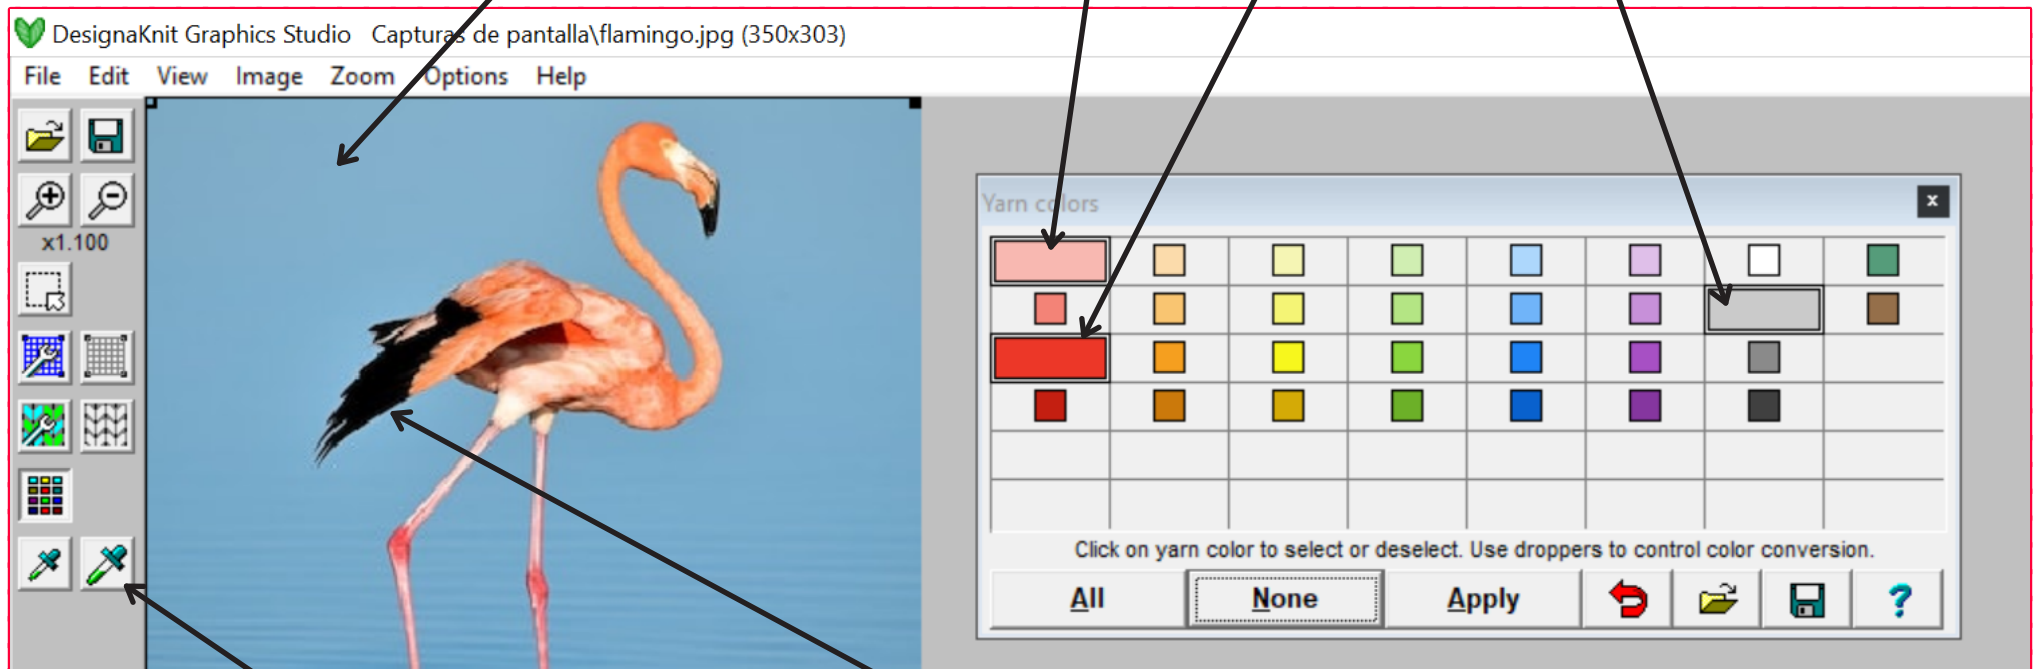 DesignaKnit Graphics Studio Capturas de pantalla\flamingo.jpg (350x303)
File Edit View Image Zoom Options Help
x1.100
Yarn colors
Click on yarn color to select or deselect. Use droppers to control color conversion.
All None Apply ?